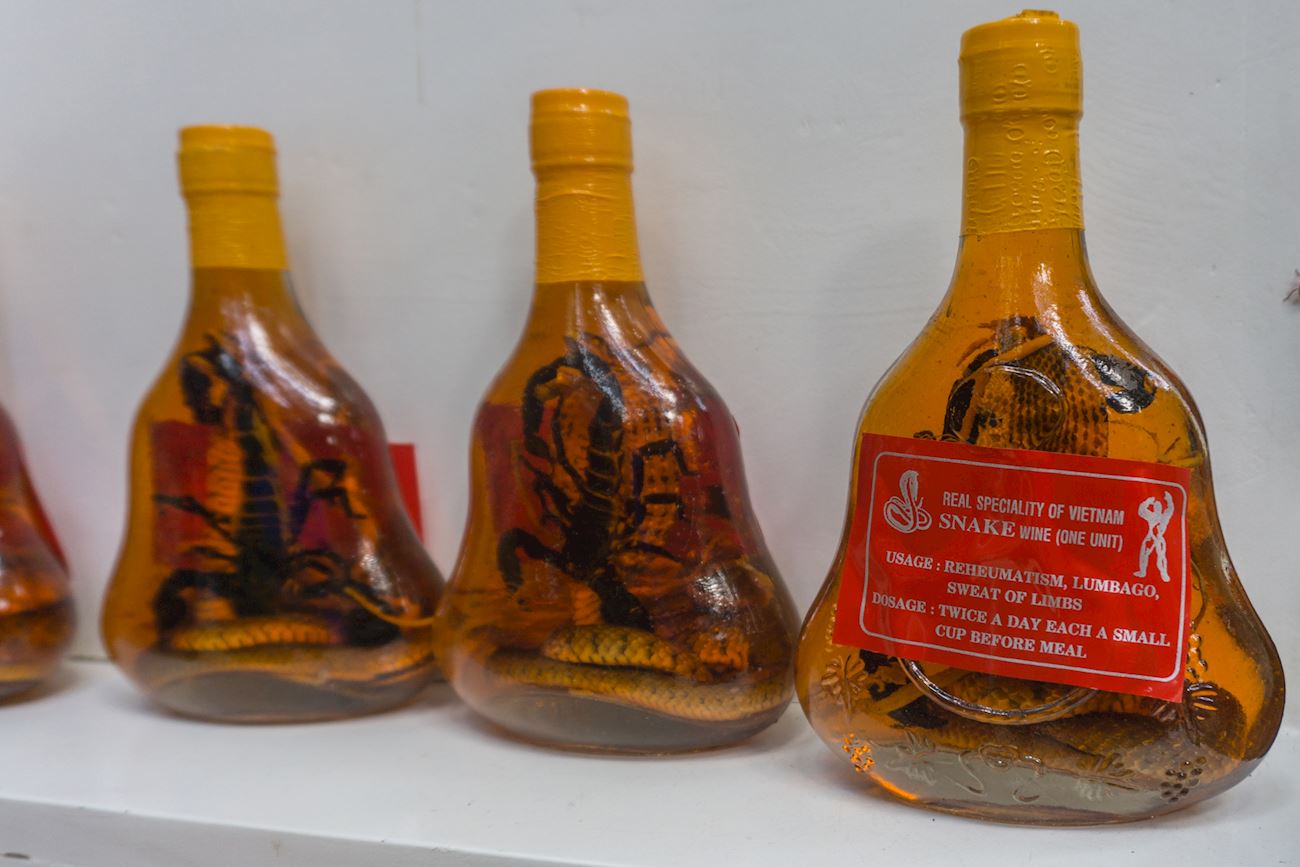 REAL SPECIALITY OF VIETNAM
SNAKE WINE (ONE UNIT)
USAGE : REHEUMATISM, LUMBAGO,
SWEAT OF LIMBS
DOSAGE : TWICE A DAY EACH A SMALL
CUP BEFORE MEAL